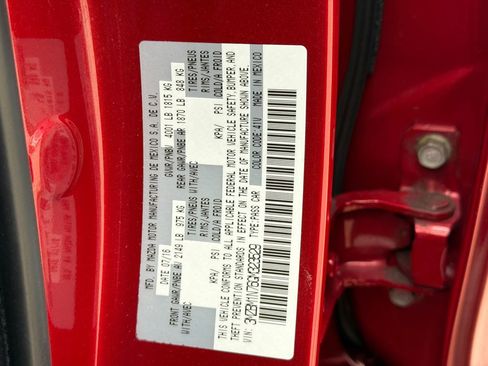 MFD. BY MAZDA MOTOR MANUFACTURING DE MEXICO S.A. DE C.V.
07/16 GVWR/PNBV 4001 LB 1815 KG
FRONT GAWR/PNBE AV 2149 LB 975 KG REAR GAWR/PNBE AR 1870 LB 848 KG
WITH/AVEC TIRES/PNEUS WITH/AVEC TIRES/PNEUS
RIMS/JANTES RIMS/JANTES
KPA/ PSI COLD/A FROID KPA/ PSI COLD/A FROID
THIS VEHICLE CONFORMS TO ALL APPLICABLE FEDERAL MOTOR VEHICLE SAFETY, BUMPER, AND
THEFT PREVENTION STANDARDS IN EFFECT ON THE DATE OF MANUFACTURE SHOWN ABOVE.
VIN: 3MZBM1V76GM323529 TYPE: PASS CAR COLOR CODE: 41V MADE IN MEXICO